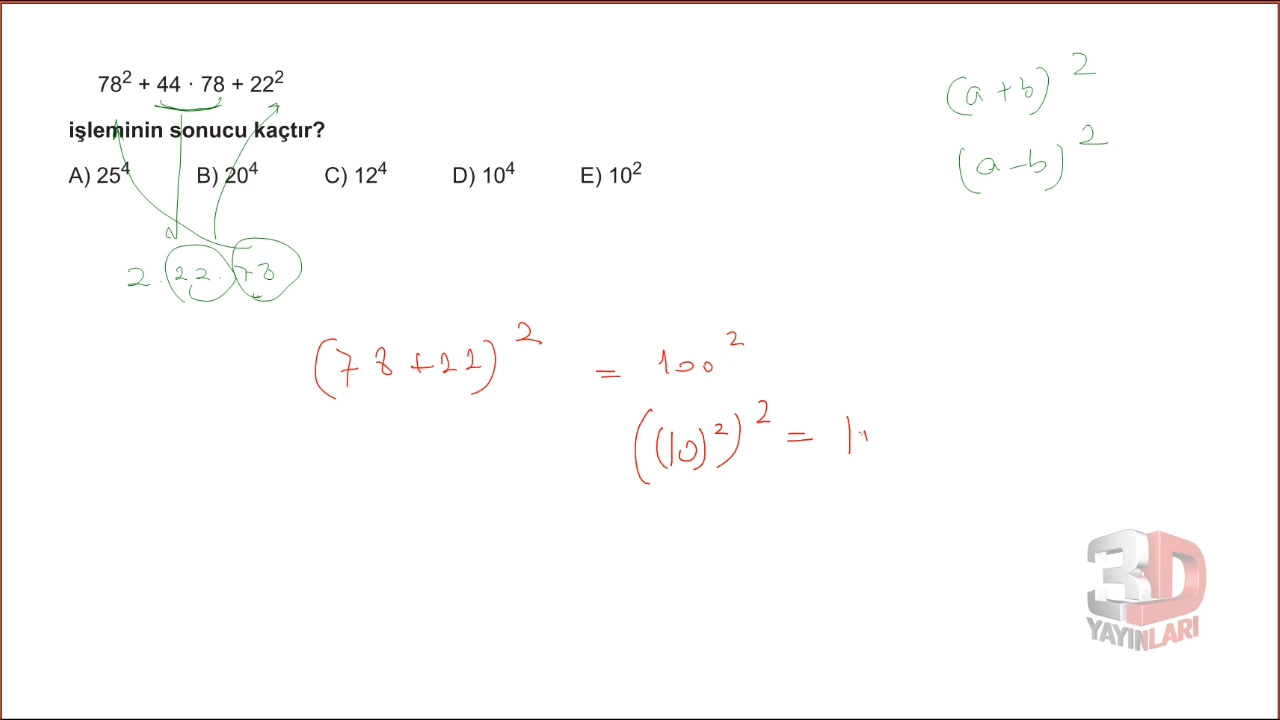 78² + 44 · 78 + 22²
işleminin sonucu kaçtır?
A) 25⁴ B) 20⁴ C) 12⁴ D) 10⁴ E) 10²
(a+b)²
(a-b)²
2.22.78
(78+22)² = 100²
((10)²)² = 1
3D
YAYINLARI